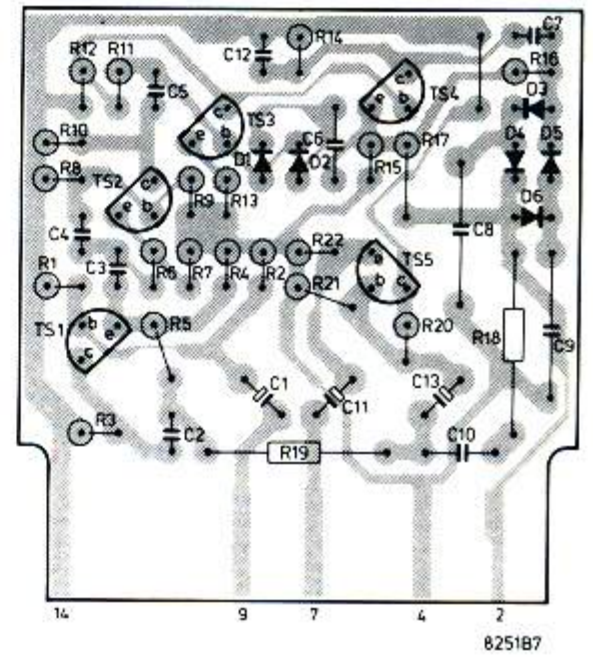 C7
R12 R11 C12 R14
R16
C5 TS4 c D3
e b
TS3 c
e b
R10 C6 R17 D4 D5
D1 D2 R15
R8 TS2 c
e b
R9 R13 D6
C4 C8
R22 TS5
C3 R6 R7 R4 R2 e
b c
R1 R21
TS1 b e R5 R20 R18 C9
c
C1 C11 C13
R3 C2 C10
R19
14 9 7 4 2
8251B7